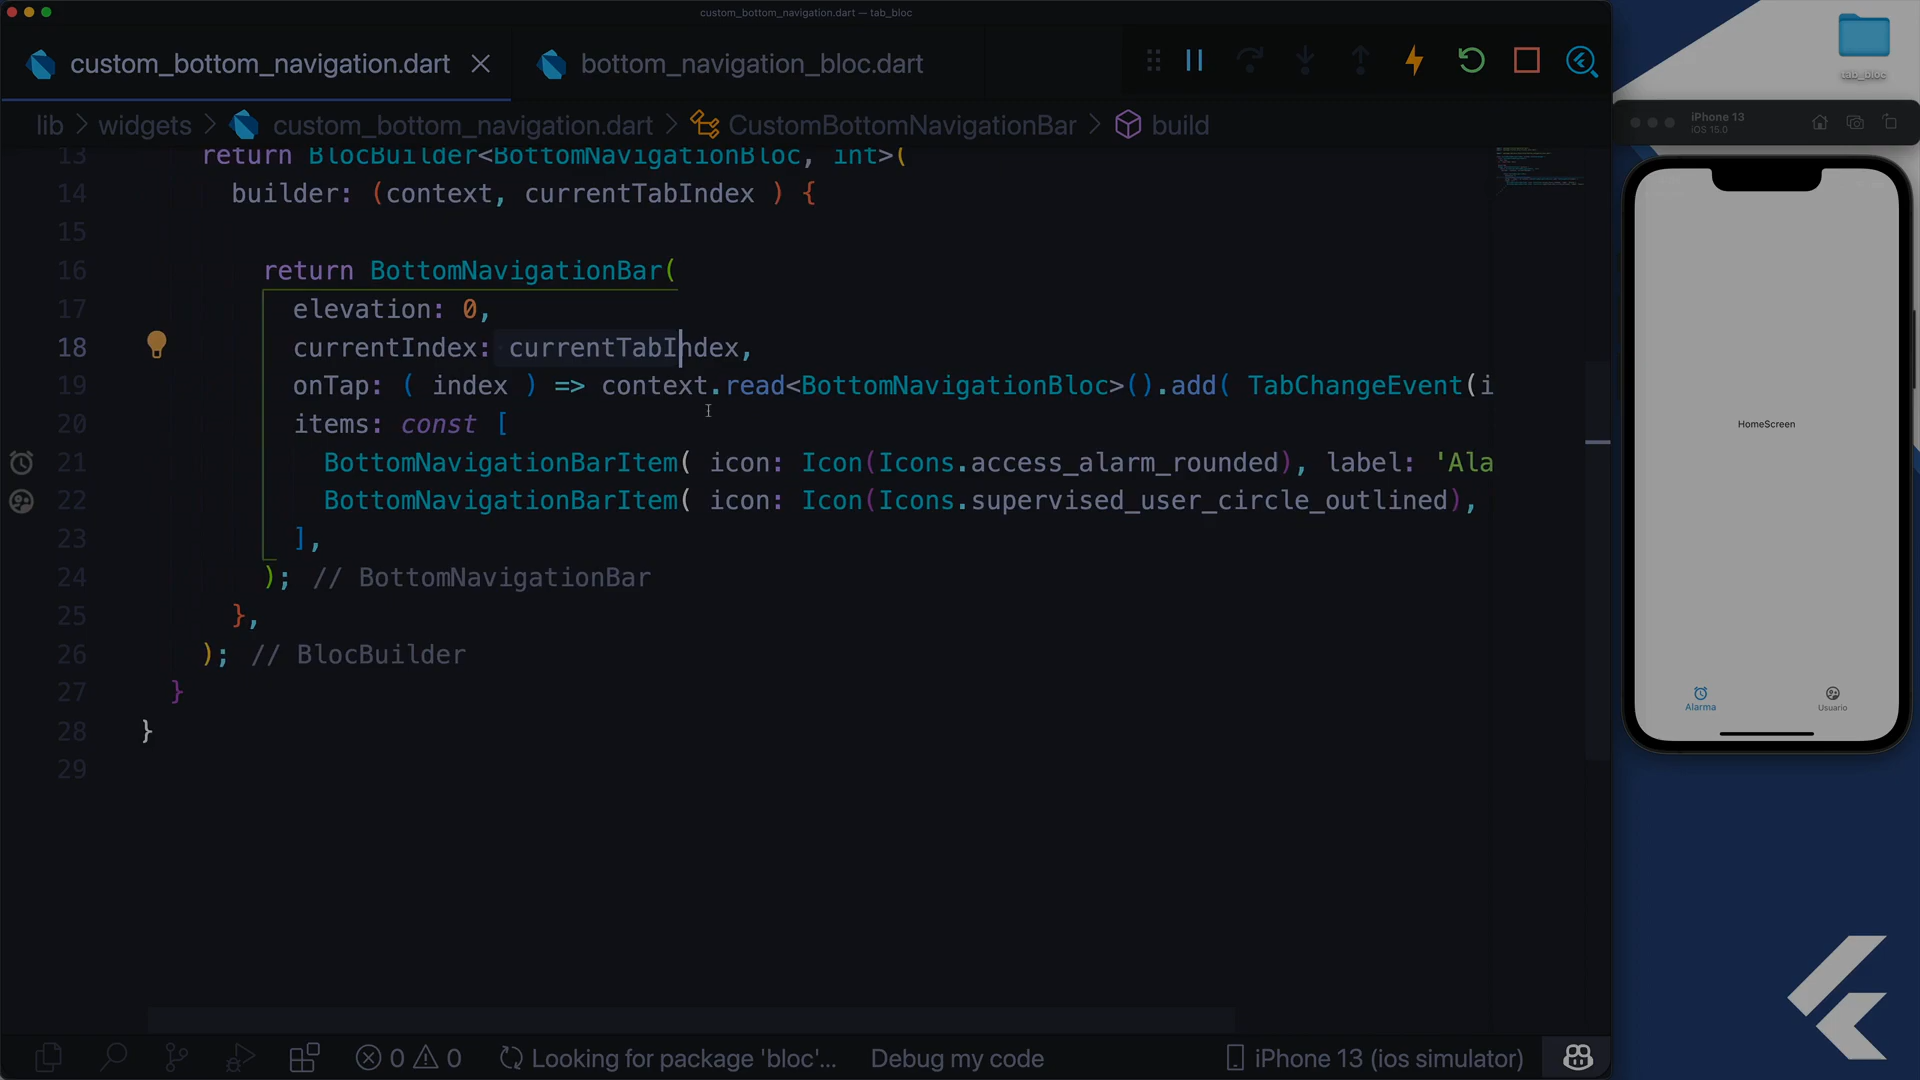 custom_bottom_navigation.dart — tab_bloc
custom_bottom_navigation.dart
bottom_navigation_bloc.dart
tab_bloc
lib > widgets > custom_bottom_navigation.dart > CustomBottomNavigationBar > build
iPhone 13
iOS 15.0
13 return BlocBuilder<BottomNavigationBloc, int>(
14 builder: (context, currentTabIndex ) {
15
16 return BottomNavigationBar(
17 elevation: 0,
18 currentIndex: currentTabIndex,
19 onTap: ( index ) => context.read<BottomNavigationBloc>().add( TabChangeEvent(i
20 items: const [
21 BottomNavigationBarItem( icon: Icon(Icons.access_alarm_rounded), label: 'Ala
22 BottomNavigationBarItem( icon: Icon(Icons.supervised_user_circle_outlined),
23 ],
24 ); // BottomNavigationBar
25 },
26 ); // BlocBuilder
27 }
28 }
29
HomeScreen
Alarma
Usuario
0 0 Looking for package 'bloc'... Debug my code iPhone 13 (ios simulator)